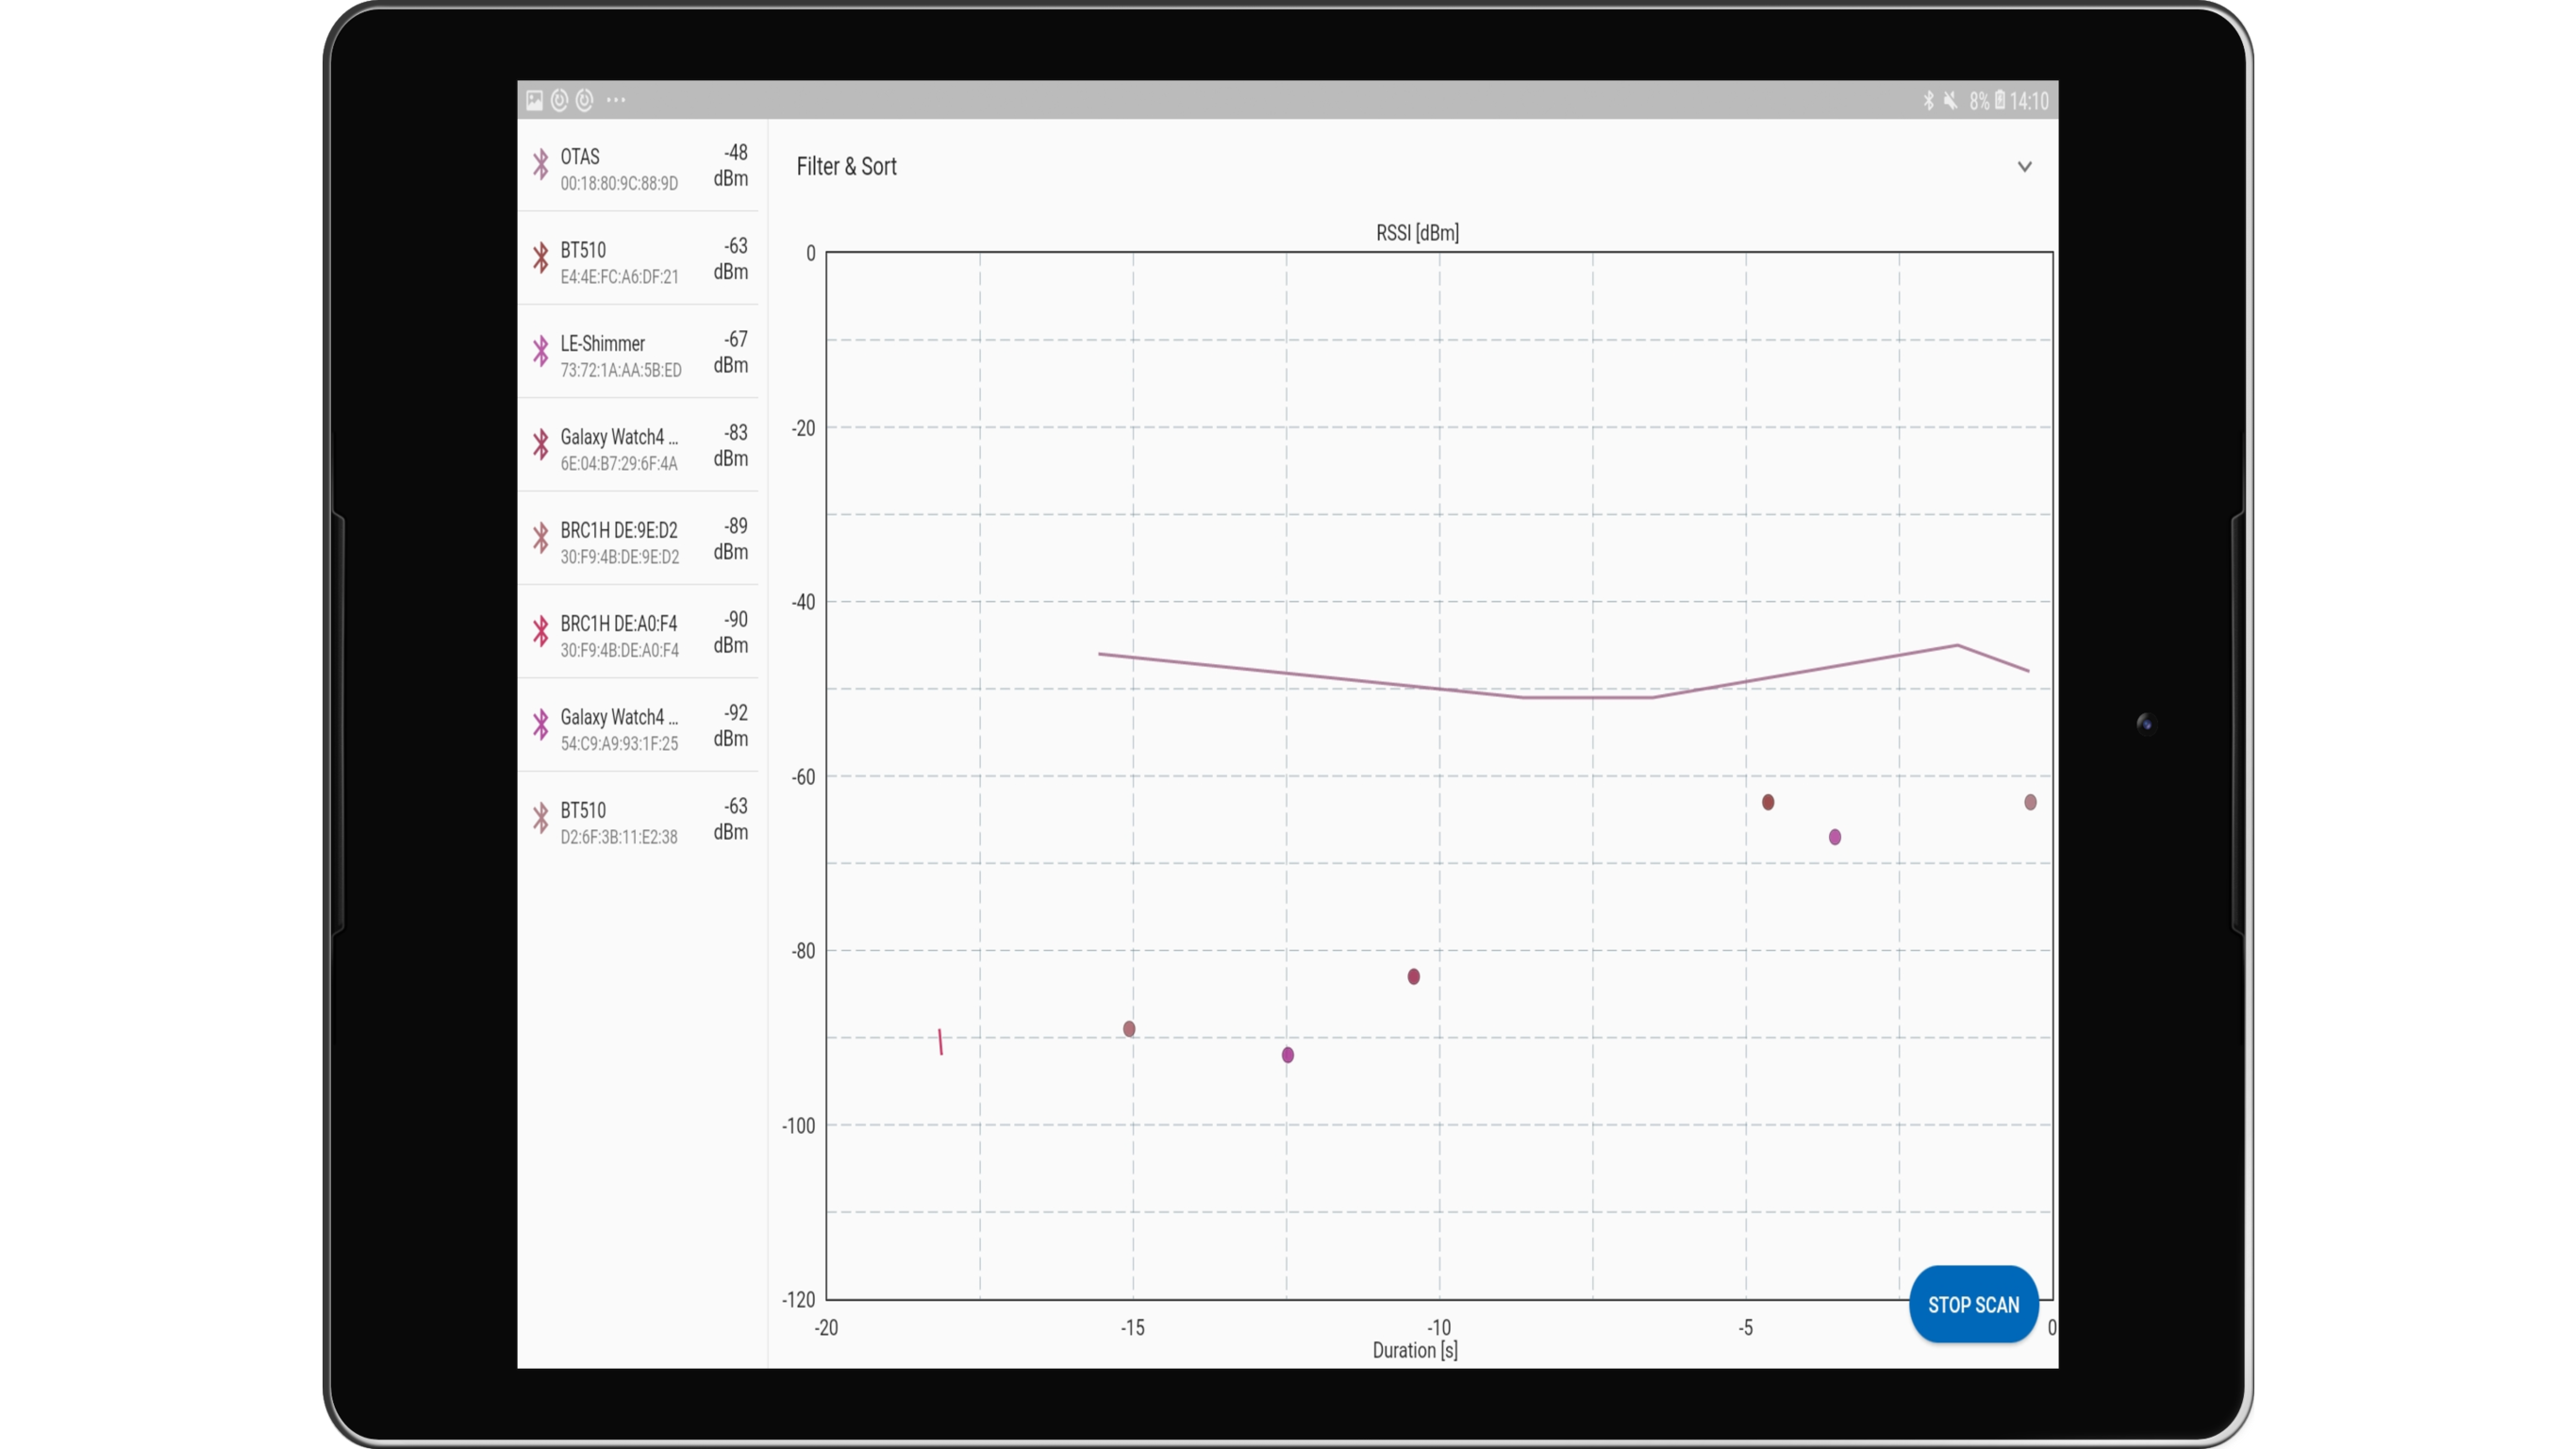 8% 14:10
OTAS
-48
dBm
00:18:80:9C:88:9D
BT510
-63
dBm
E4:4E:FC:A6:DF:21
LE-Shimmer
-67
dBm
73:72:1A:AA:5B:ED
Galaxy Watch4 ...
-83
dBm
6E:04:B7:29:6F:4A
BRC1H DE:9E:D2
-89
dBm
30:F9:4B:DE:9E:D2
BRC1H DE:A0:F4
-90
dBm
30:F9:4B:DE:A0:F4
Galaxy Watch4 ...
-92
dBm
54:C9:A9:93:1F:25
BT510
-63
dBm
D2:6F:3B:11:E2:38
Filter & Sort
RSSI [dBm]
0
-20
-40
-60
-80
-100
-120
-20 -15 -10 -5 0
Duration [s]
STOP SCAN